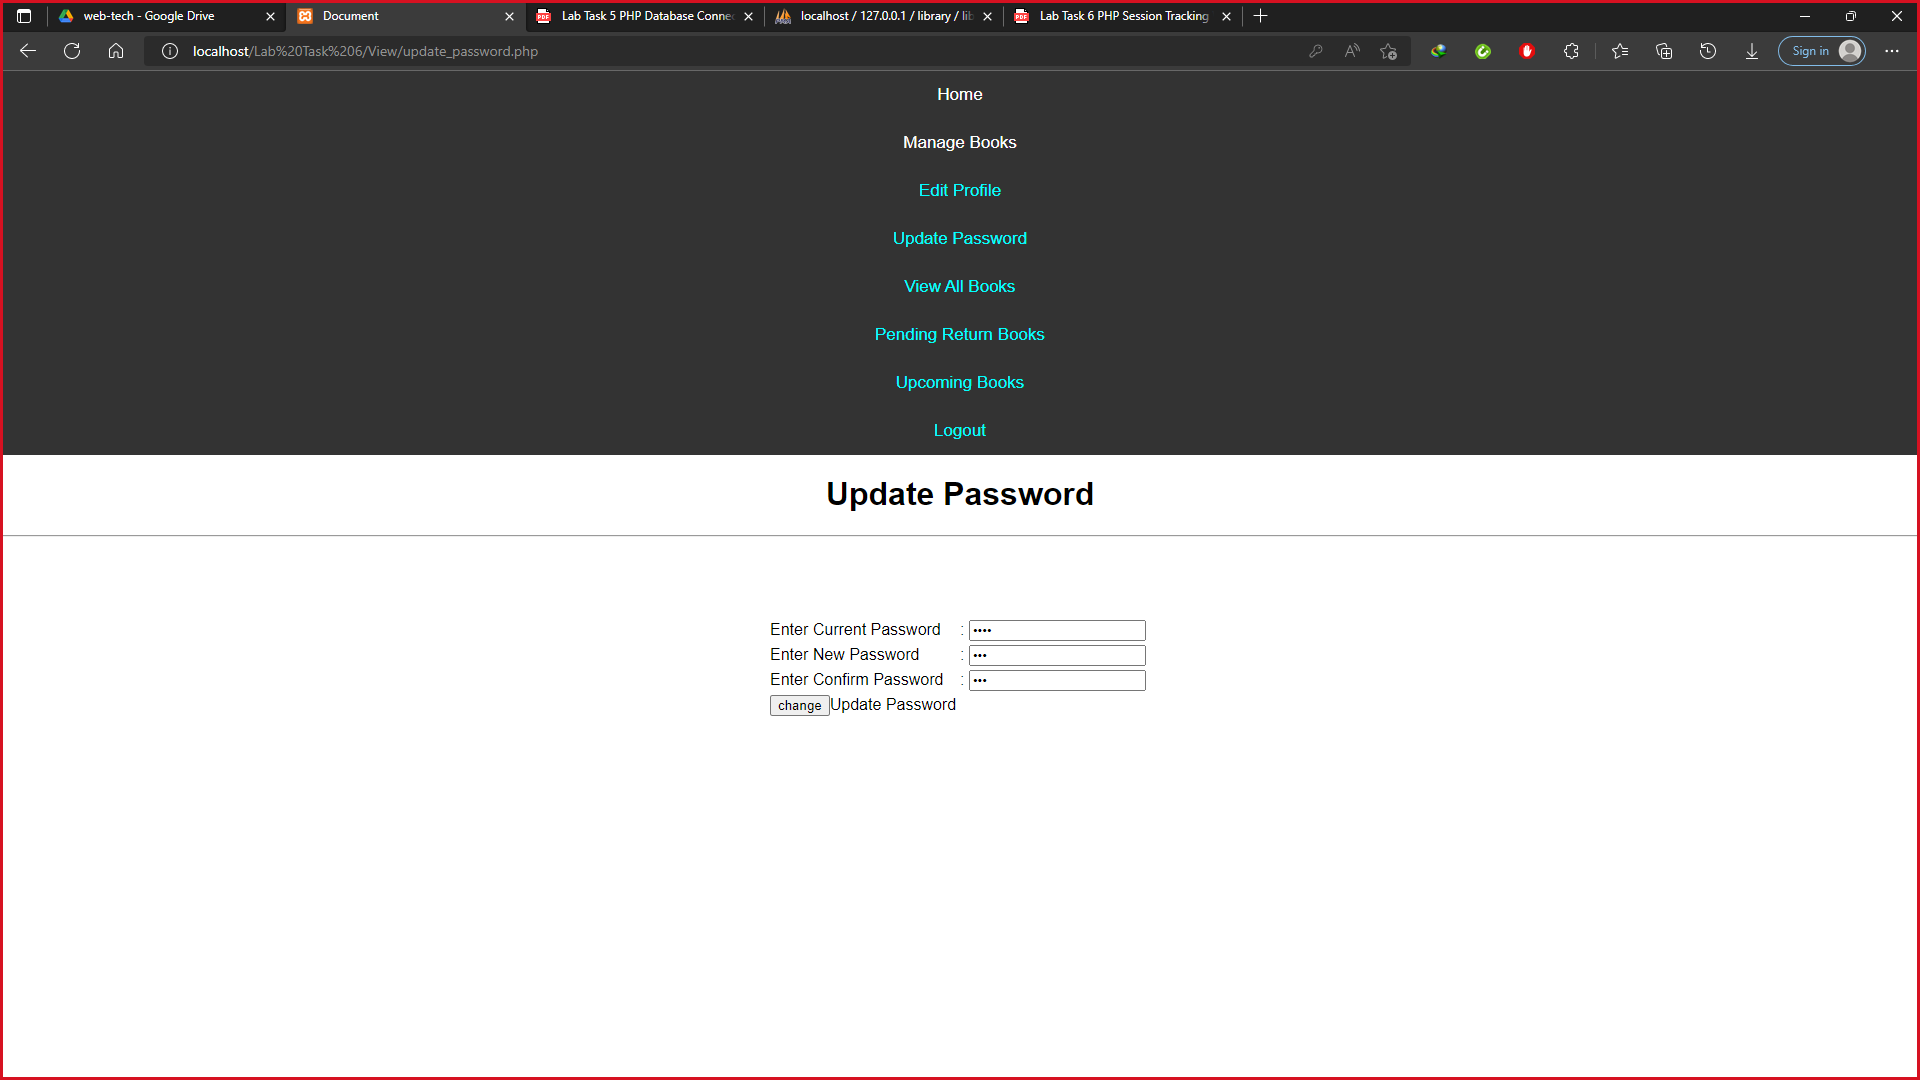 web-tech - Google Drive
Document
Lab Task 5 PHP Database Connec
localhost / 127.0.0.1 / library / lib
Lab Task 6 PHP Session Tracking
localhost/Lab%20Task%206/View/update_password.php
Sign in
Home
Manage Books
Edit Profile
Update Password
View All Books
Pending Return Books
Upcoming Books
Logout
Update Password
Enter Current Password : ••••
Enter New Password : •••
Enter Confirm Password : •••
change Update Password